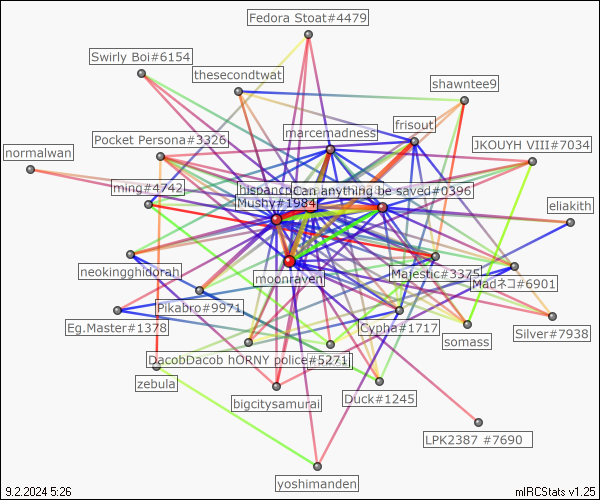 Fedora Stoat#4479
Swirly Boi#6154
thesecondtwat
shawntee9
frisout
marcemadness
Pocket Persona#3326
JKOUYH VIII#7034
normalwan
ming#4742
hispanco
Can anything be saved#0396
Mushy#1984
eliakith
neokingghidorah
moonraven
Majestic#3375
Madネコ#6901
Pikabro#9971
Eg.Master#1378
Cypha#1717
Silver#7938
somass
DacobDacob hORNY police#5271
zebula
bigcitysamurai
Duck#1245
LPK2387 #7690
yoshimanden
9.2.2024 5:26
mIRCStats v1.25